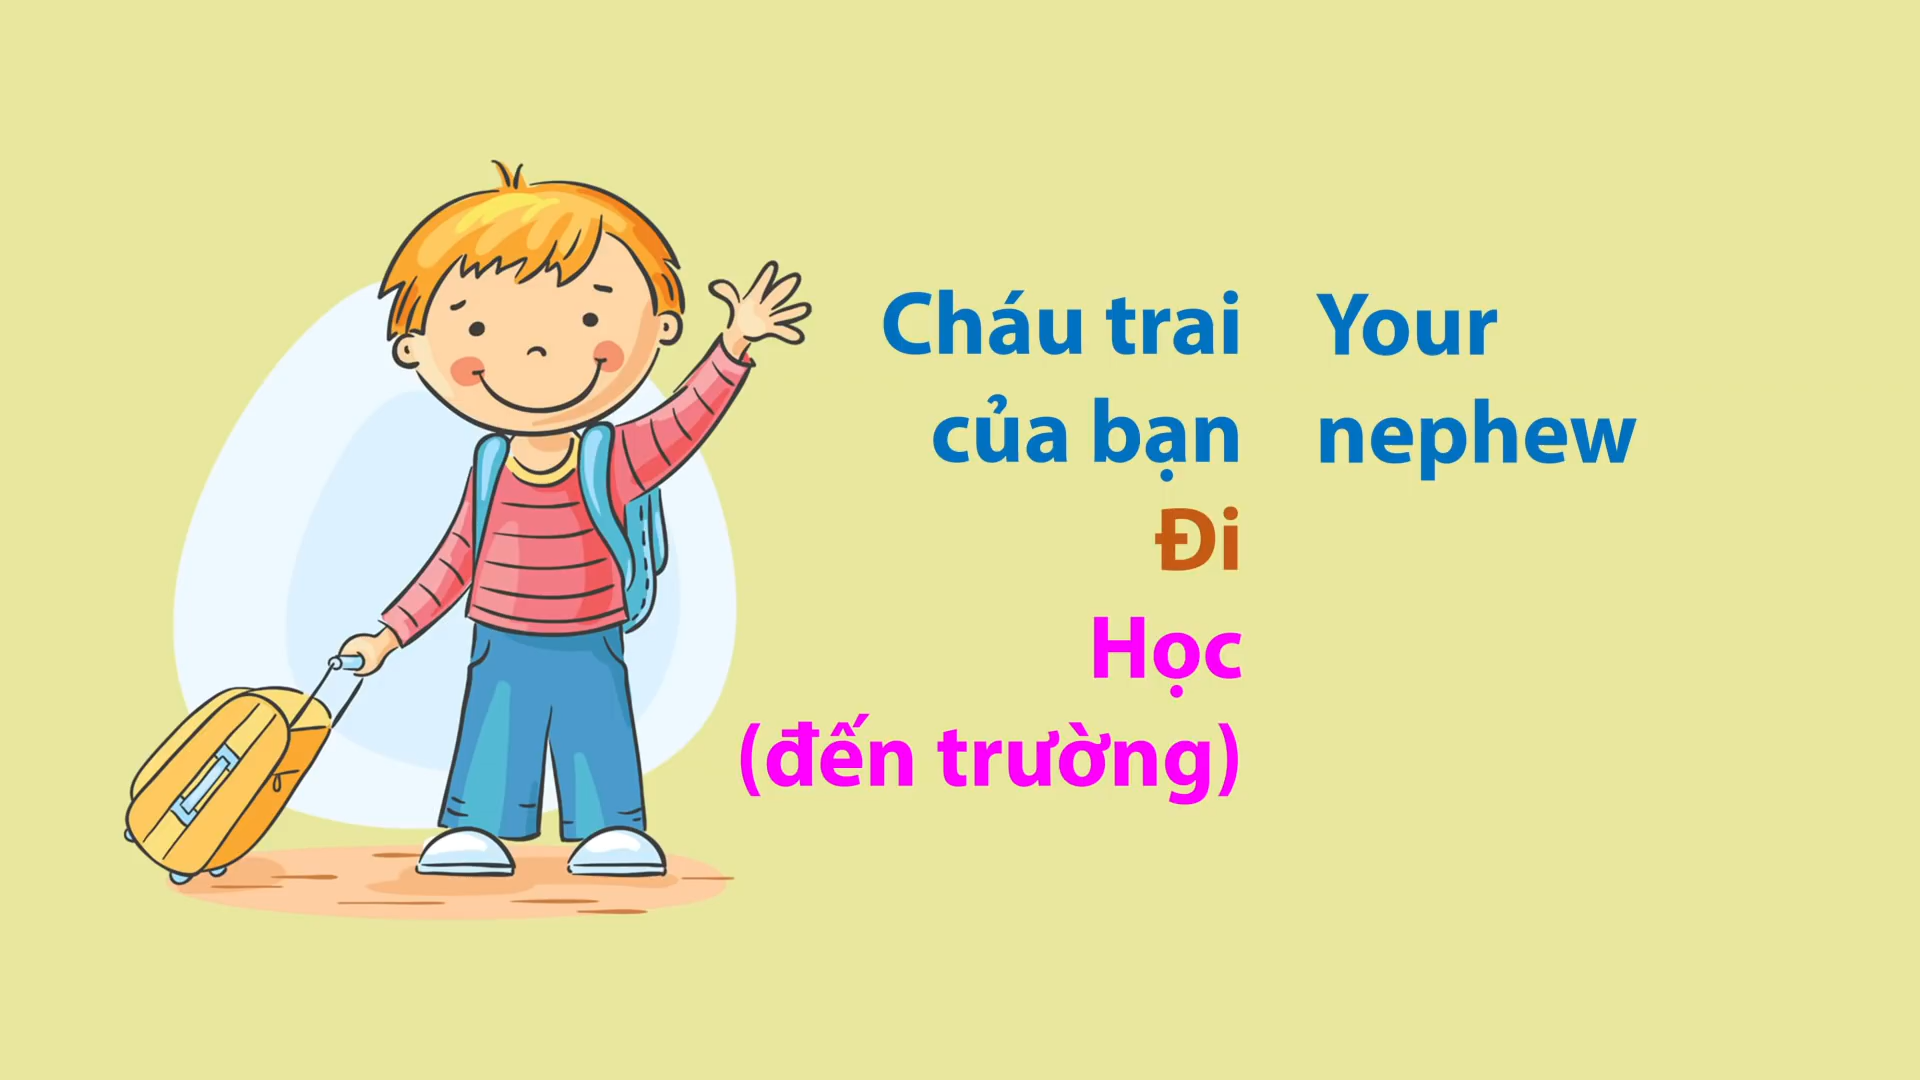 Cháu trai Your
của bạn nephew
Đi
Học
(đến trường)